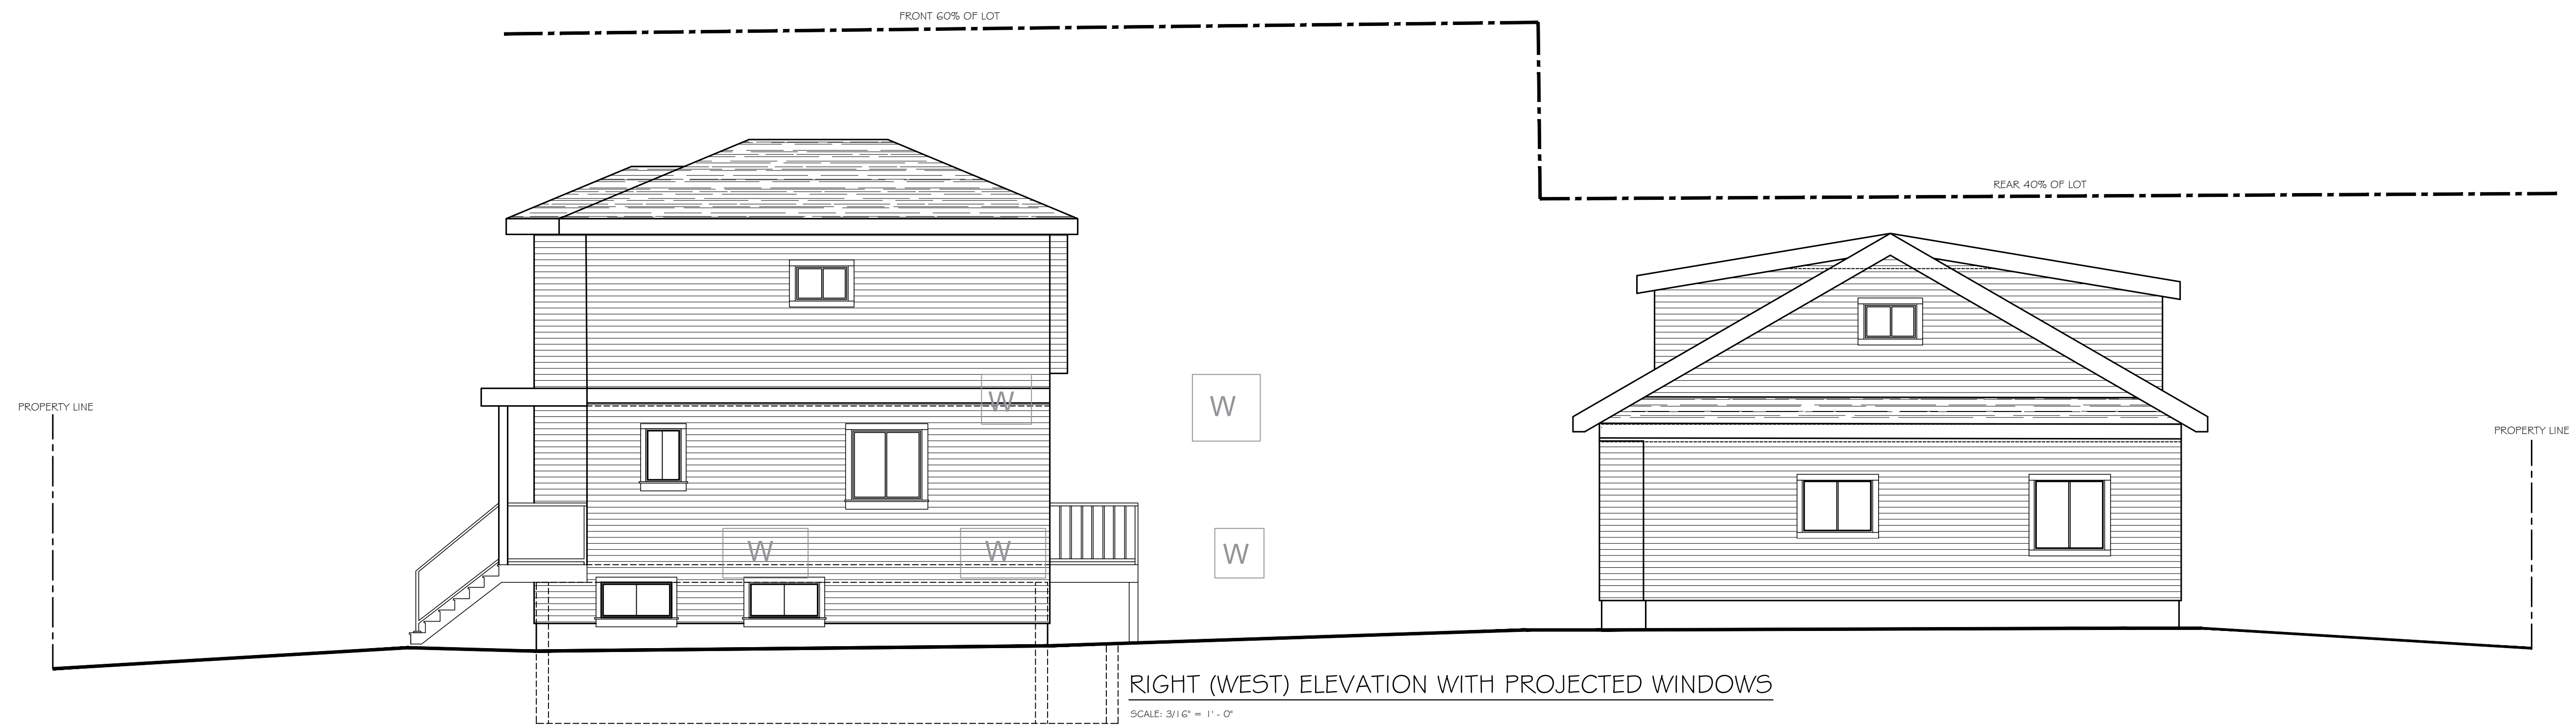 FRONT 60% OF LOT
REAR 40% OF LOT
PROPERTY LINE
W
W
PROPERTY LINE
W
W
W
RIGHT (WEST) ELEVATION WITH PROJECTED WINDOWS
SCALE: 3/16" = 1' - 0"